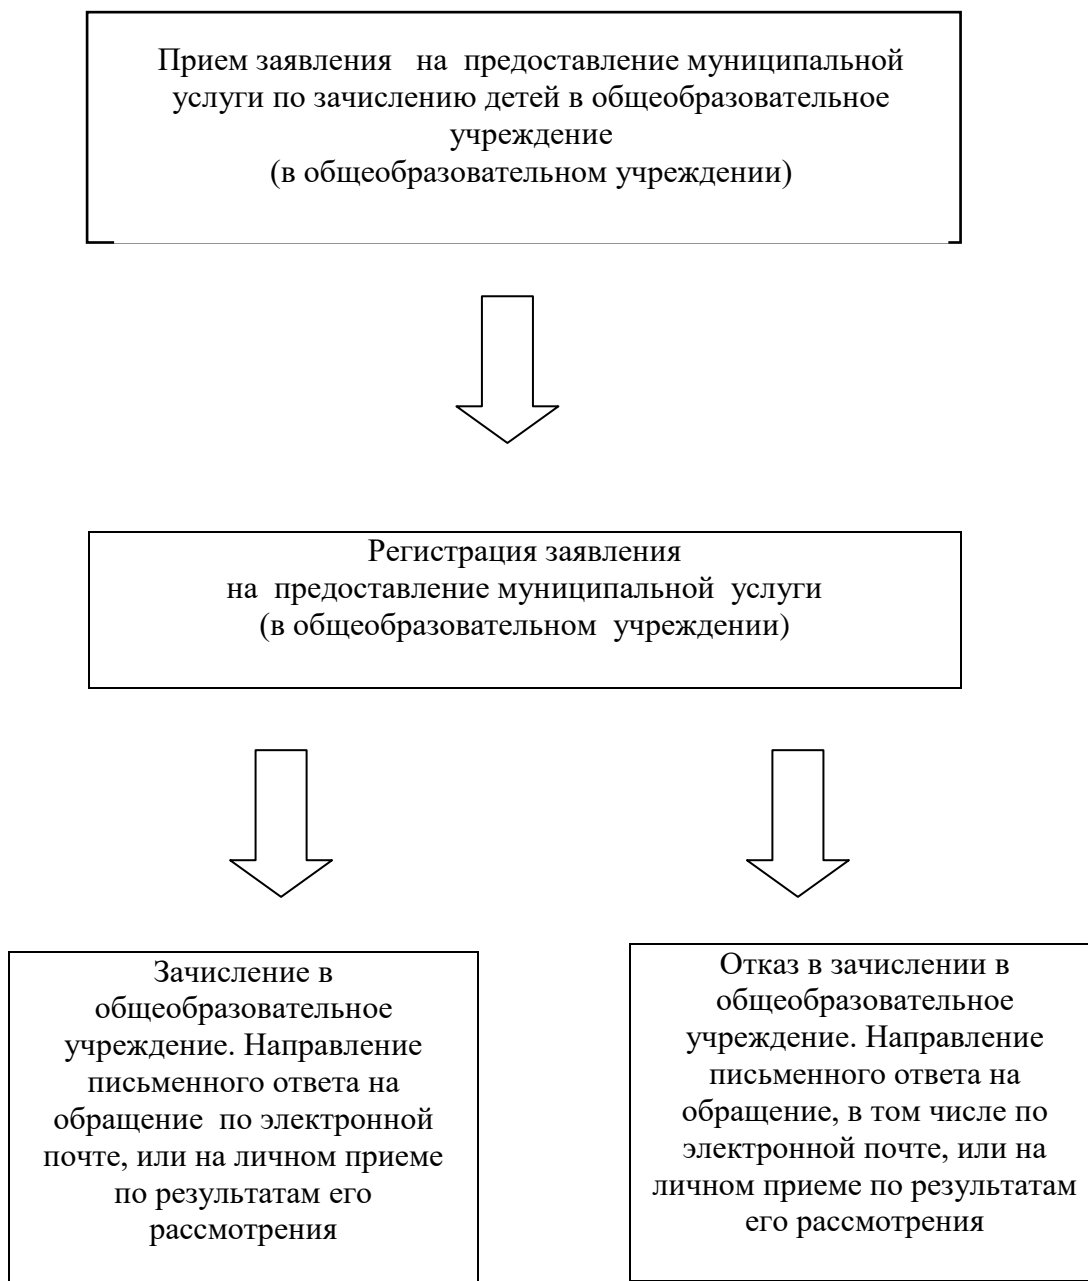 Прием заявления на предоставление муниципальной
услуги по зачислению детей в общеобразовательное
учреждение
(в общеобразовательном учреждении)
Регистрация заявления
на предоставление муниципальной услуги
(в общеобразовательном учреждении)
Зачисление в
общеобразовательное
учреждение. Направление
письменного ответа на
обращение по электронной
почте, или на личном приеме
по результатам его
рассмотрения
Отказ в зачислении в
общеобразовательное
учреждение. Направление
письменного ответа на
обращение, в том числе по
электронной почте, или на
личном приеме по результатам
его рассмотрения